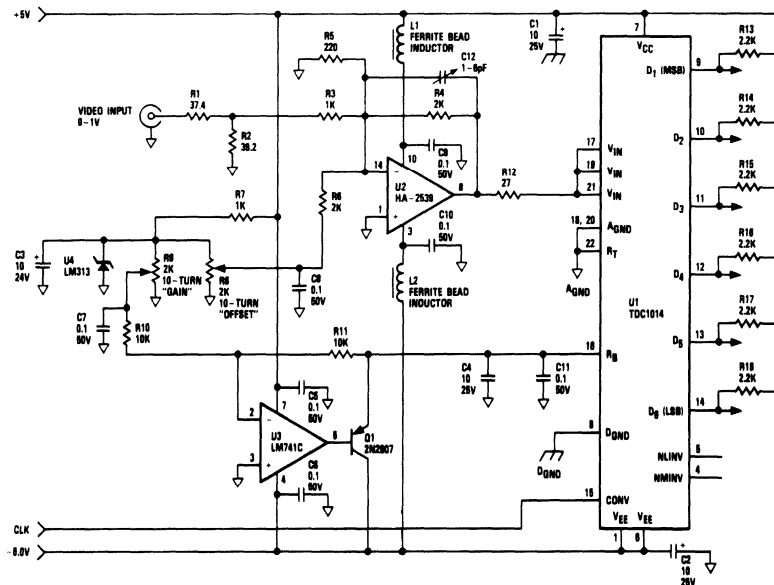 +5V
L1
FERRITE BEAD
INDUCTOR
C1
10
25V
7
VCC
R13
2.2K
D1 (MSB)
9
R5
220
C12
1-6pF
VIDEO INPUT
0-1V
R1
37.4
R3
1K
R4
2K
R14
2.2K
D2
10
R2
39.2
C9
0.1
50V
17
VIN
19
VIN
21
VIN
R15
2.2K
D3
11
14
10
U2
HA-2539
8
R12
27
R7
1K
R6
2K
1
3
C10
0.1
50V
18, 20
AGND
22
RT
AGND
R16
2.2K
D4
12
C3
10
24V
U4
LM313
R9
2K
10-TURN
"GAIN"
R8
2K
10-TURN
"OFFSET"
C8
0.1
50V
L2
FERRITE BEAD
INDUCTOR
U1
TDC1014
R17
2.2K
D5
13
C7
0.1
50V
R10
10K
R11
10K
16
RB
C4
10
25V
C11
0.1
50V
R18
2.2K
D6 (LSB)
14
C5
0.1
50V
7
2
U3
LM741C
6
3
4
Q1
2N2907
C6
0.1
50V
8
DGND
DGND
NLINV
5
NMINV
4
CLK
15
CONV
-6.0V
VEE
VEE
1
6
C2
10
25V